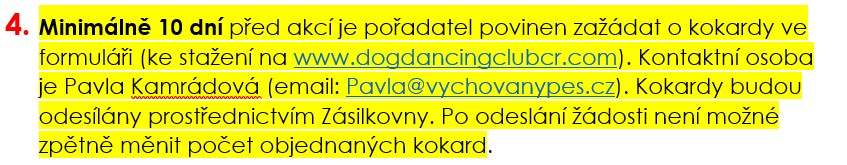 4. Minimálně 10 dní před akcí je pořadatel povinen zažádat o kokardy ve
formuláři (ke stažení na www.dogdancingclubcr.com). Kontaktní osoba
je Pavla Kamrádová (email: Pavla@vychovanypes.cz). Kokardy budou
odesílány prostřednictvím Zásilkovny. Po odeslání žádosti není možné
zpětně měnit počet objednaných kokard.